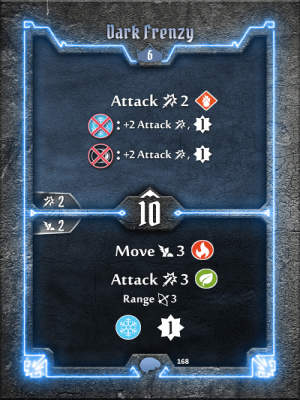 Dark Frenzy
6
Attack 2
: +2 Attack , 1
: +2 Attack , 1
2
10
2
Move 3
Attack 3
Range 3
1
168